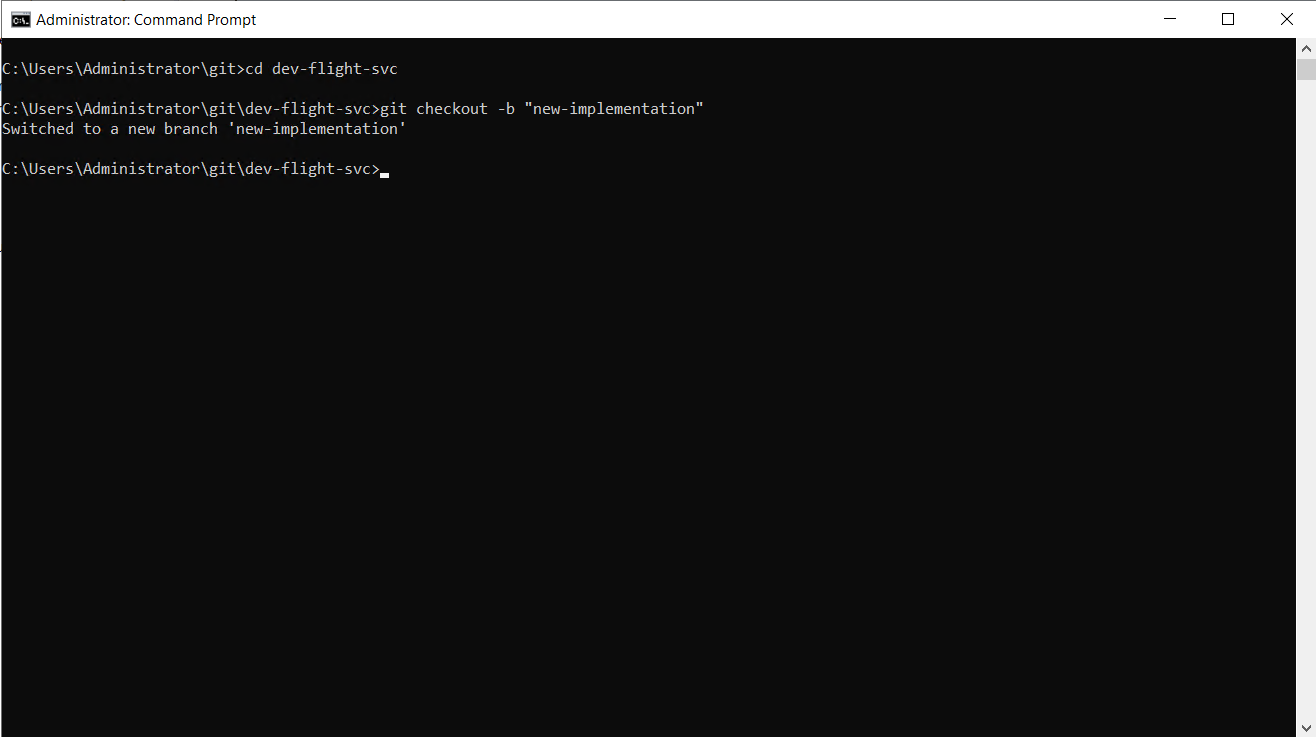 Administrator: Command Prompt
C:\Users\Administrator\git>cd dev-flight-svc
C:\Users\Administrator\git\dev-flight-svc>git checkout -b "new-implementation"
Switched to a new branch 'new-implementation'
C:\Users\Administrator\git\dev-flight-svc>